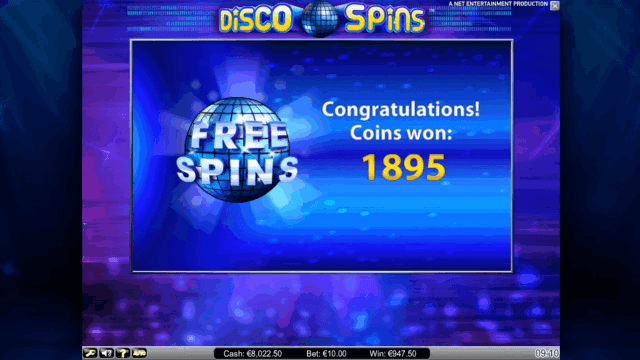 A NET ENTERTAINMENT PRODUCTION
DiSCO SPiNS
Congratulations!
Coins won:
1895
FREE
SPINS
Cash: €8,022.50 Bet: €10.00 Win: €947.50
09:10